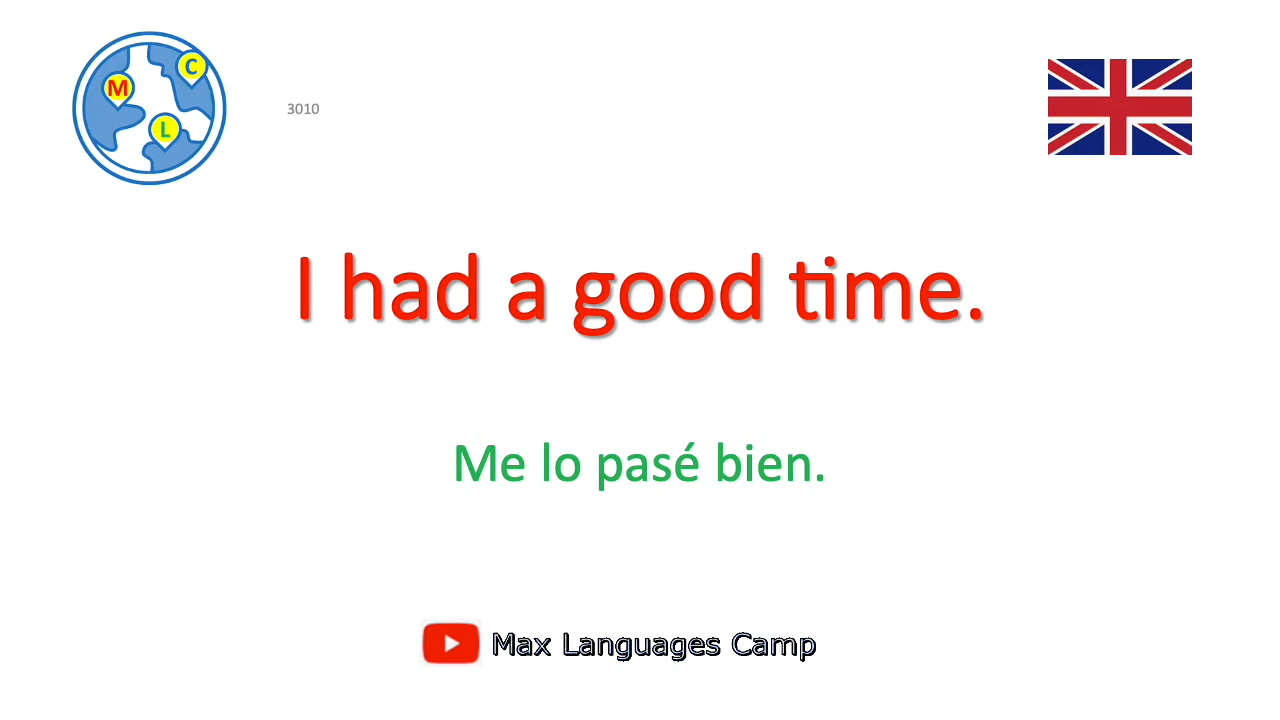 M
C
L
3010
I had a good time.
Me lo pasé bien.
Max Languages Camp